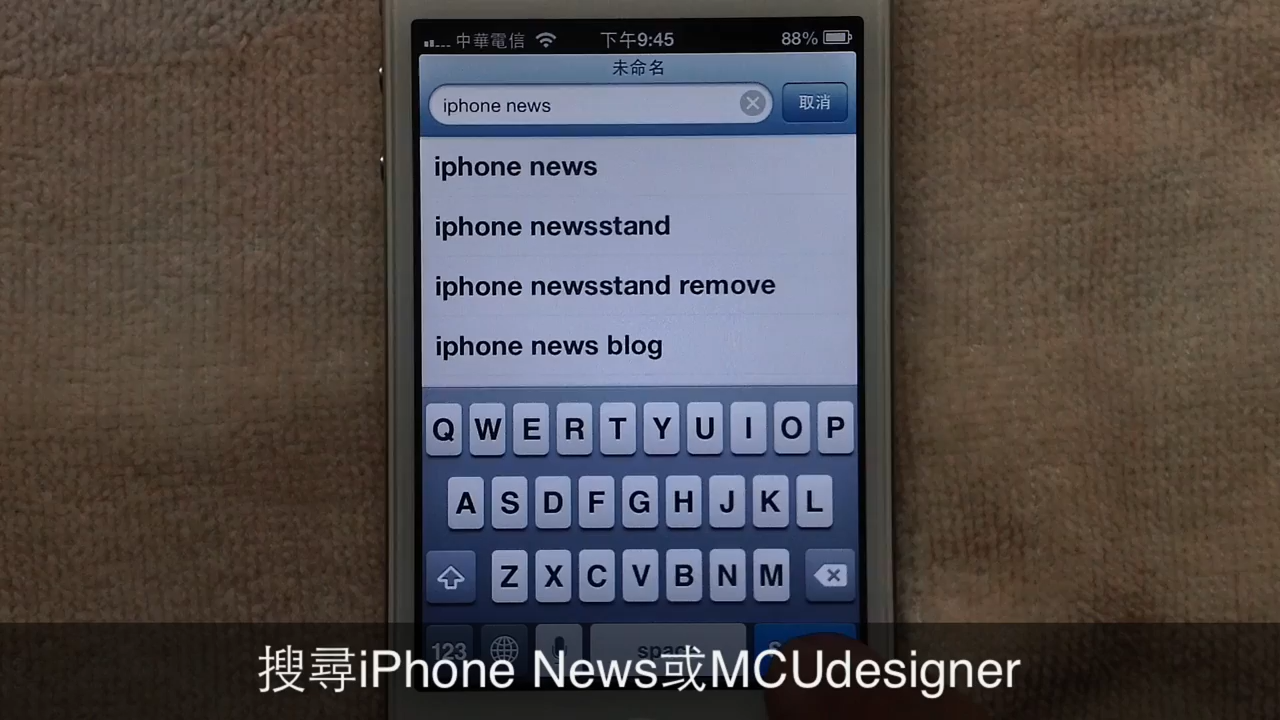 中華電信 下午9:45 88%
未命名
iphone news 取消
iphone news
iphone newsstand
iphone newsstand remove
iphone news blog
Q W E R T Y U I O P
A S D F G H J K L
Z X C V B N M
123 space
搜尋iPhone News或MCUdesigner